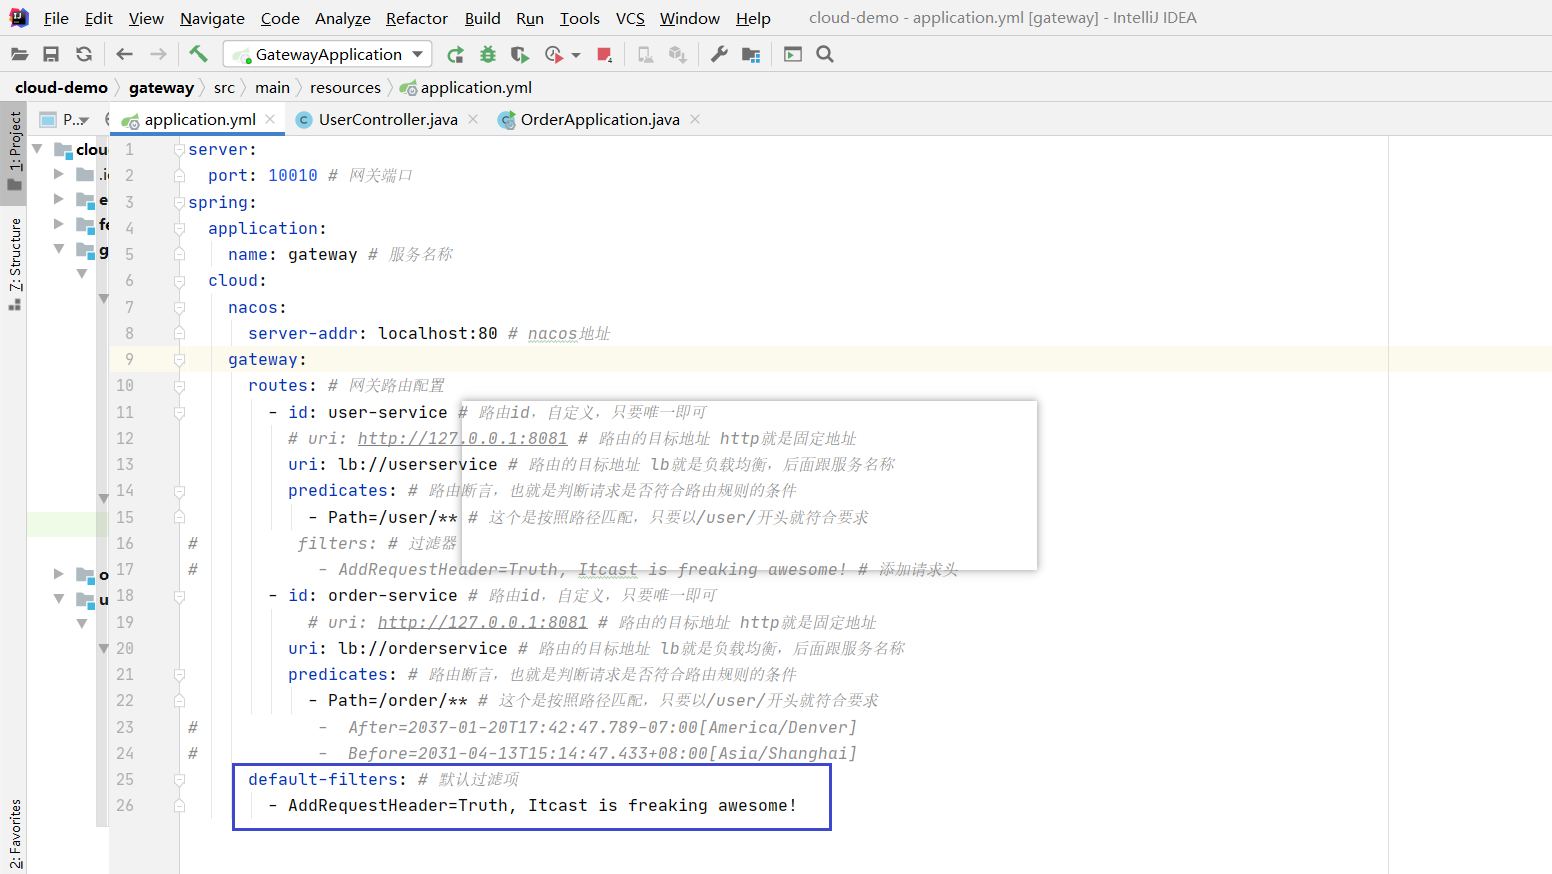 File Edit View Navigate Code Analyze Refactor Build Run Tools VCS Window Help cloud-demo - application.yml [gateway] - IntelliJ IDEA
GatewayApplication
cloud-demo gateway src main resources application.yml
1: Project
7: Structure
2: Favorites
P...
application.yml UserController.java OrderApplication.java
clou
.i
e
fe
g
o
u
1 server:
2 port: 10010 # 网关端口
3 spring:
4 application:
5 name: gateway # 服务名称
6 cloud:
7 nacos:
8 server-addr: localhost:80 # nacos地址
9 gateway:
10 routes: # 网关路由配置
11 - id: user-service # 路由id，自定义，只要唯一即可
12 # uri: http://127.0.0.1:8081 # 路由的目标地址 http就是固定地址
13 uri: lb://userservice # 路由的目标地址 lb就是负载均衡，后面跟服务名称
14 predicates: # 路由断言，也就是判断请求是否符合路由规则的条件
15 - Path=/user/** # 这个是按照路径匹配，只要以/user/开头就符合要求
16 # filters: # 过滤器
17 # - AddRequestHeader=Truth, Itcast is freaking awesome! # 添加请求头
18 - id: order-service # 路由id，自定义，只要唯一即可
19 # uri: http://127.0.0.1:8081 # 路由的目标地址 http就是固定地址
20 uri: lb://orderservice # 路由的目标地址 lb就是负载均衡，后面跟服务名称
21 predicates: # 路由断言，也就是判断请求是否符合路由规则的条件
22 - Path=/order/** # 这个是按照路径匹配，只要以/user/开头就符合要求
23 # - After=2037-01-20T17:42:47.789-07:00[America/Denver]
24 # - Before=2031-04-13T15:14:47.433+08:00[Asia/Shanghai]
25 default-filters: # 默认过滤项
26 - AddRequestHeader=Truth, Itcast is freaking awesome!